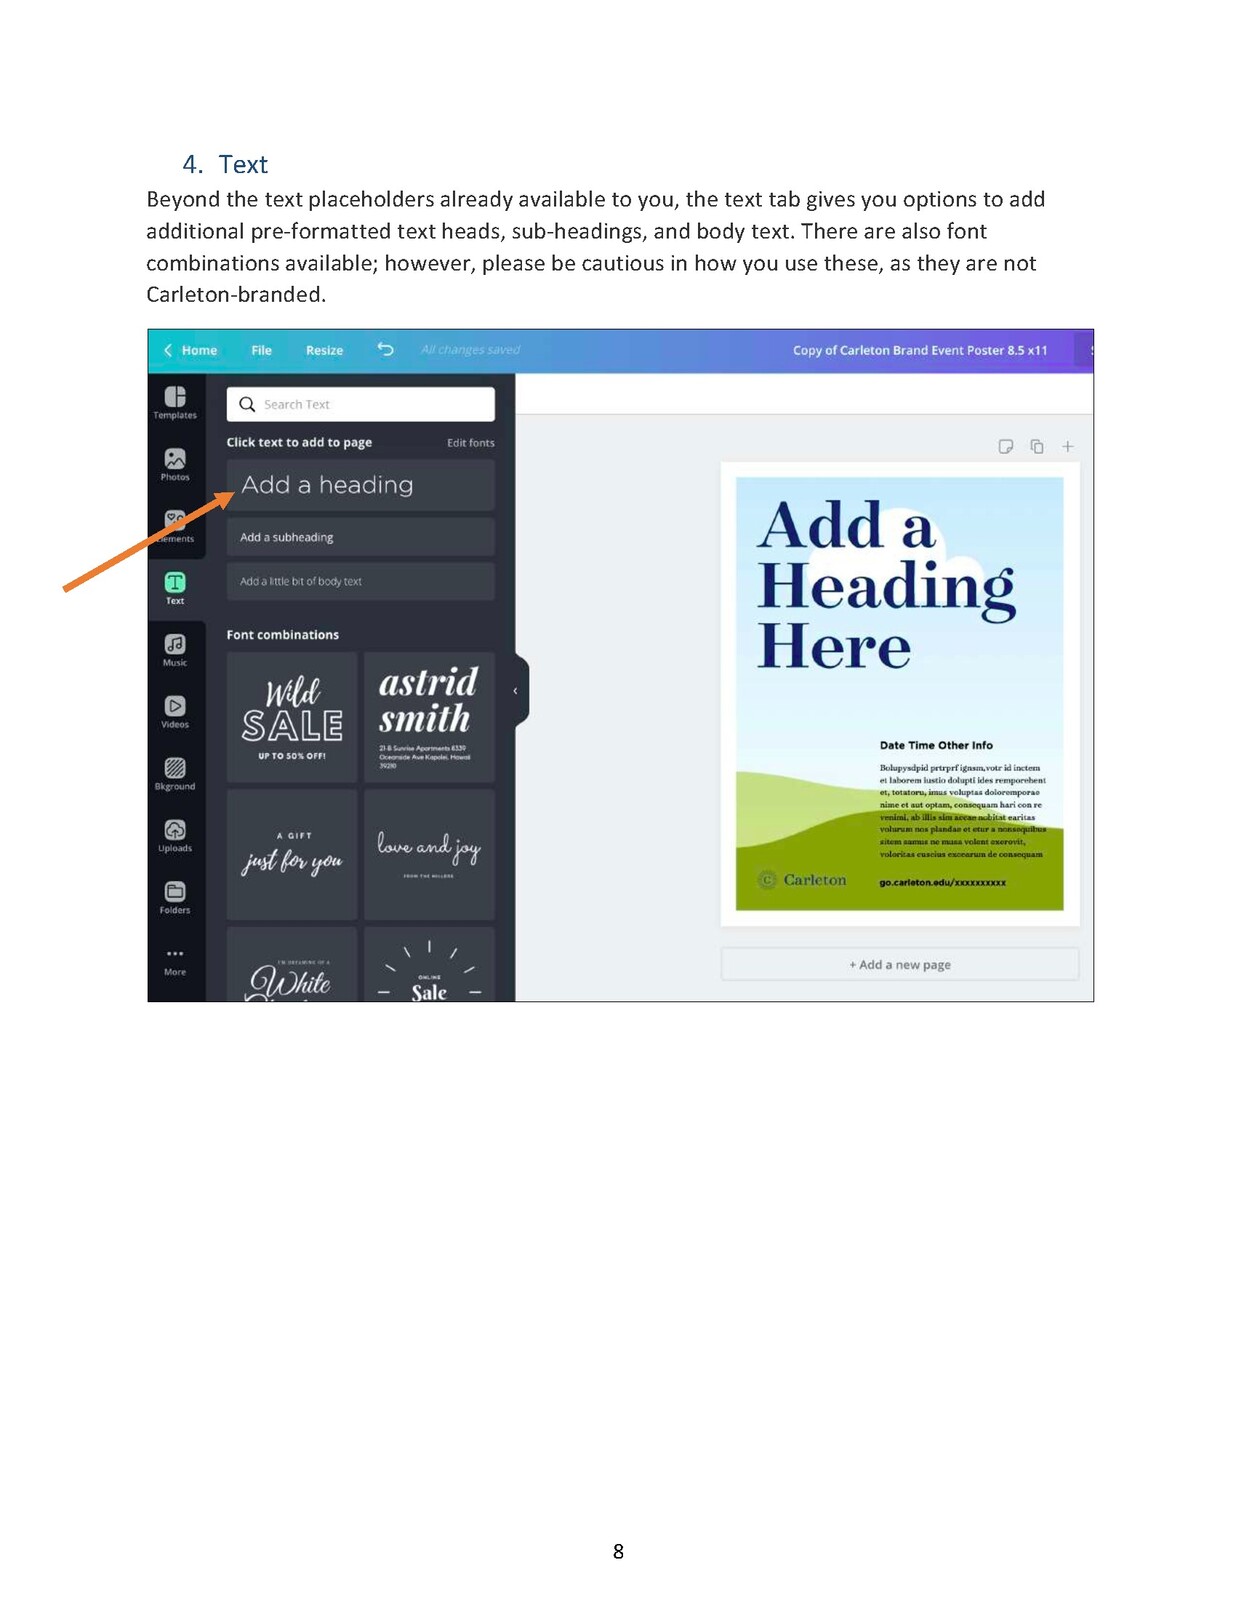 4. Text
Beyond the text placeholders already available to you, the text tab gives you options to add
additional pre-formatted text heads, sub-headings, and body text. There are also font
combinations available; however, please be cautious in how you use these, as they are not
Carleton-branded.
Home File Resize All changes saved Copy of Carleton Brand Event Poster 8.5 x11
Templates
Photos
Elements
Text
Music
Videos
Bkground
Uploads
Folders
More
Search Text
Click text to add to page Edit fonts
Add a heading
Add a subheading
Add a little bit of body text
Font combinations
Wild
SALE
UP TO 50% OFF!
astrid
smith
21-B Sunrise Apartments 8339
Oceanside Ave Kapolei, Hawaii
39210
A GIFT
just for you
love and joy
FROM THE MILLERS
I'M DREAMING OF A
White
ONLINE
Sale
Add a
Heading
Here
Date Time Other Info
et laborem iustio dolupti ides remporehent
et, totatoru, imus voluptas doloremporae
nime et aut optam, consequam hari con re
venimi, ab illis sim aecae nobitat earitas
volurum nos plandae et etur a nonsequibus
sitem samus ne musa volent exerovit,
voloritas cuscius excearum de consequam
Carleton
go.carleton.edu/xxxxxxxxxx
+ Add a new page
8